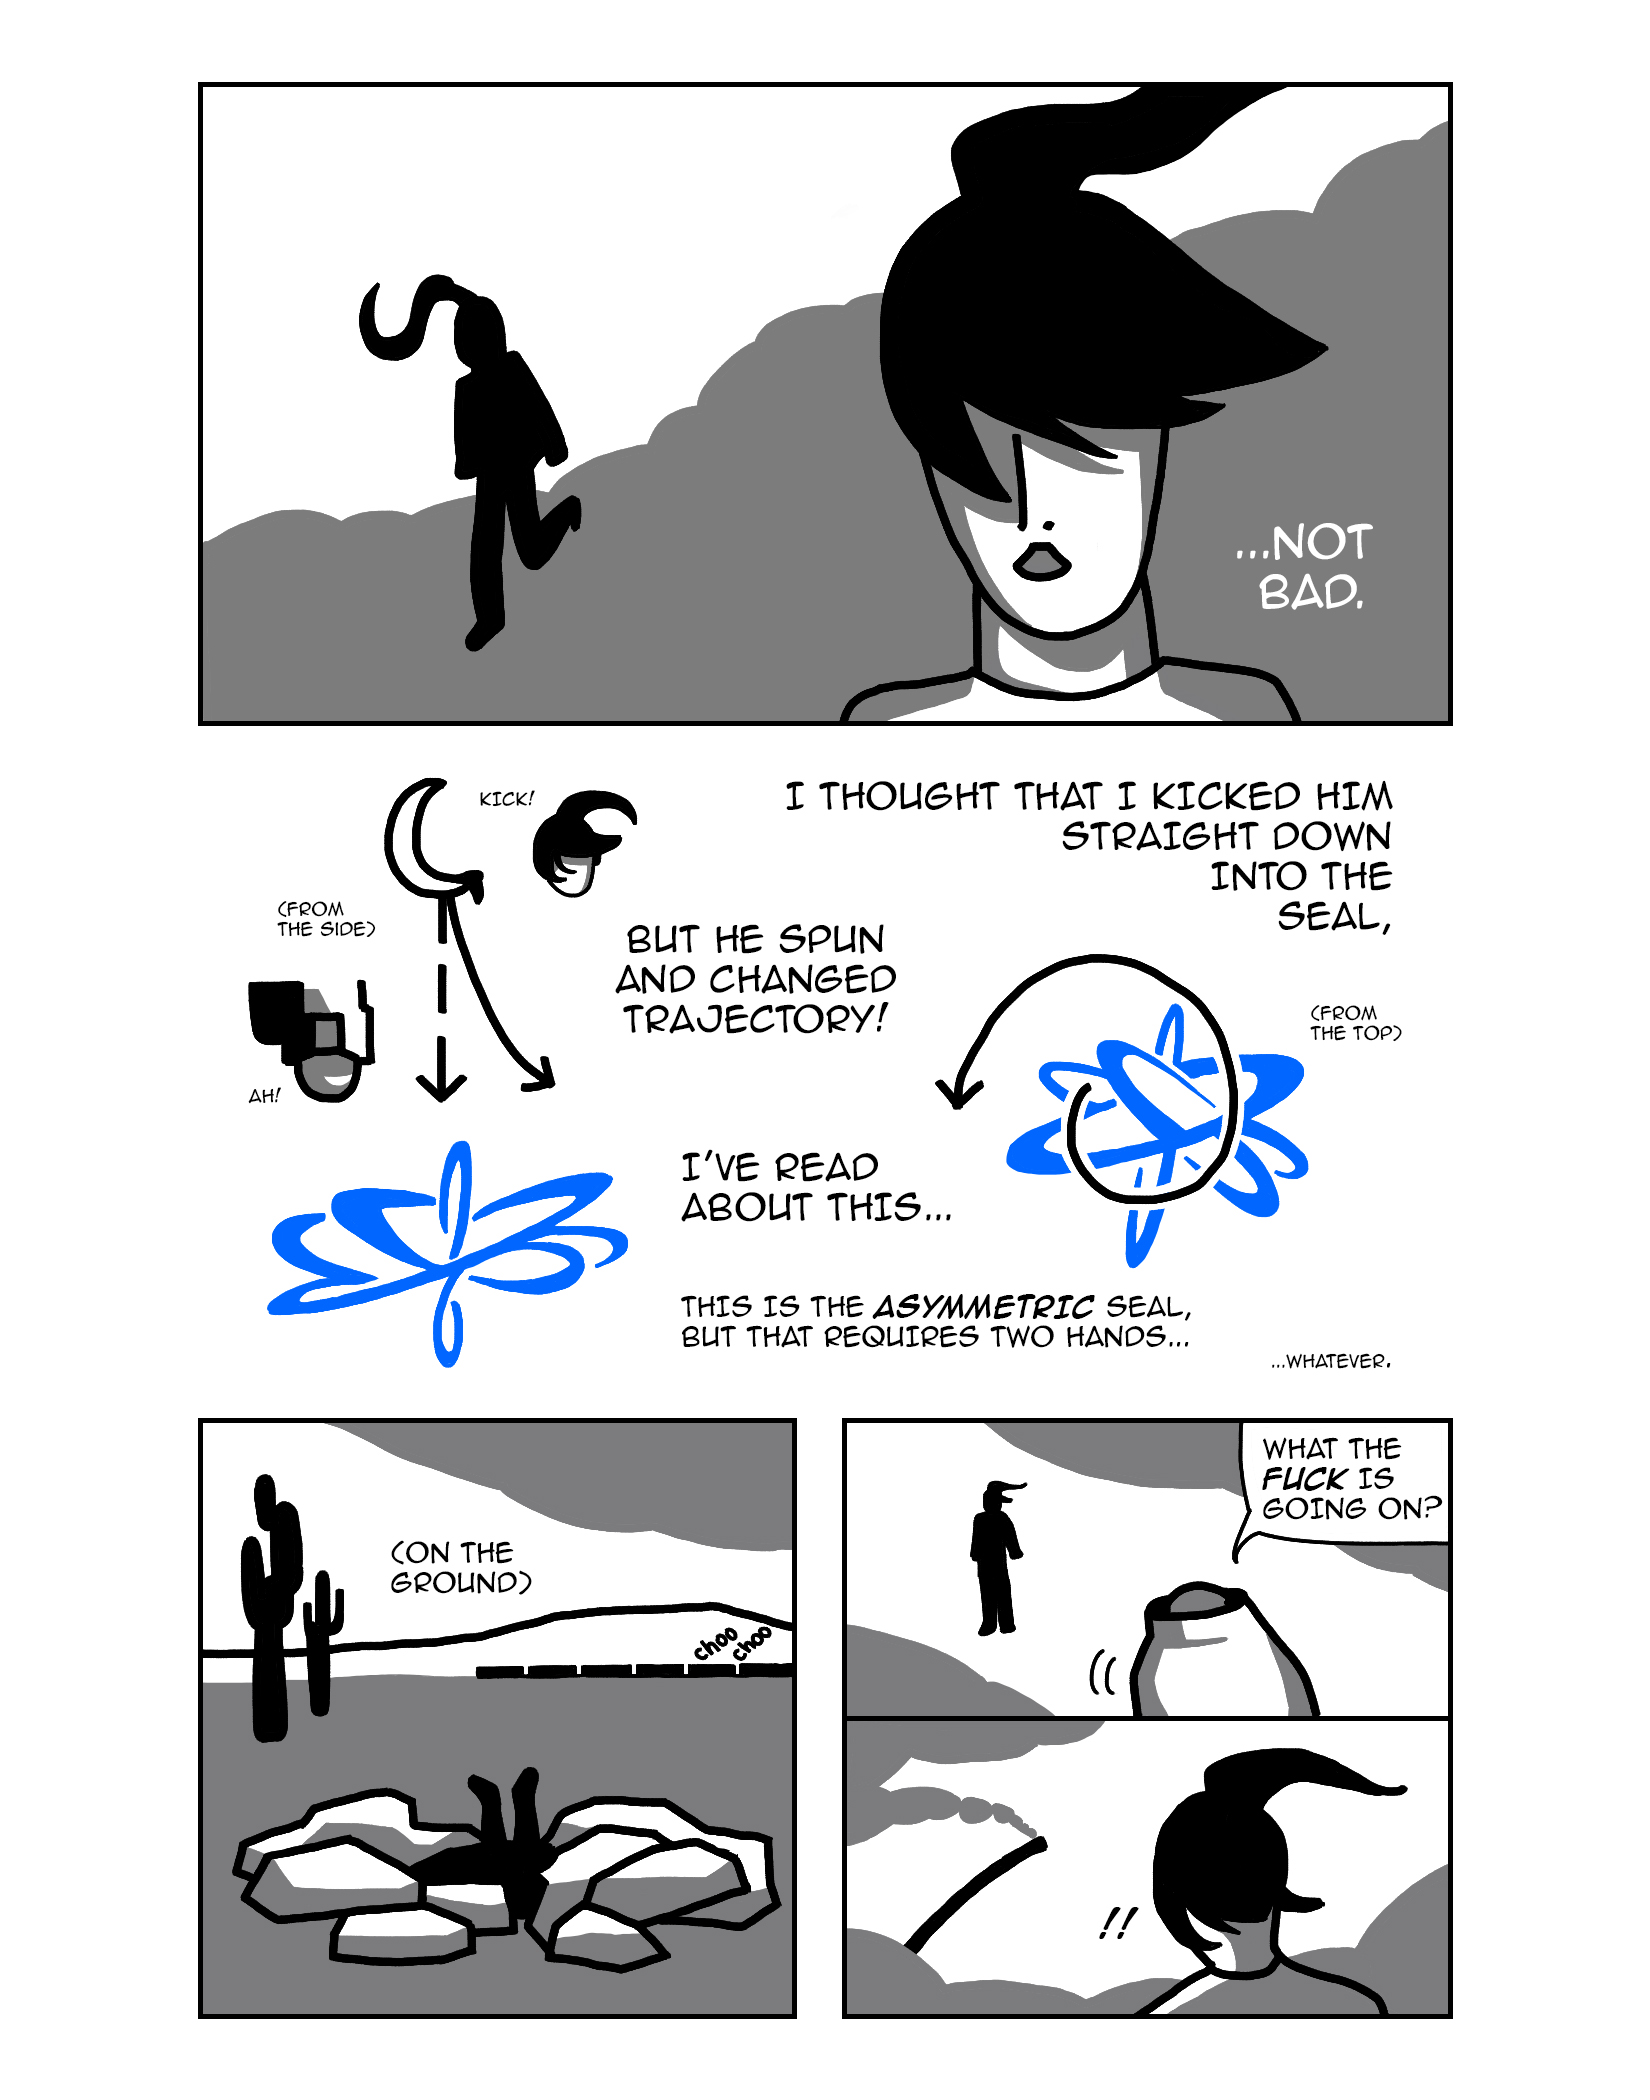 ...NOT
BAD.
KICK!
I THOUGHT THAT I KICKED HIM
STRAIGHT DOWN
INTO THE
SEAL,
(FROM
THE SIDE)
BUT HE SPUN
AND CHANGED
TRAJECTORY!
(FROM
THE TOP)
AH!
I'VE READ
ABOUT THIS...
THIS IS THE ASYMMETRIC SEAL,
BUT THAT REQUIRES TWO HANDS...
...WHATEVER.
(ON THE
GROUND)
choo
choo
WHAT THE
FUCK IS
GOING ON?
!!